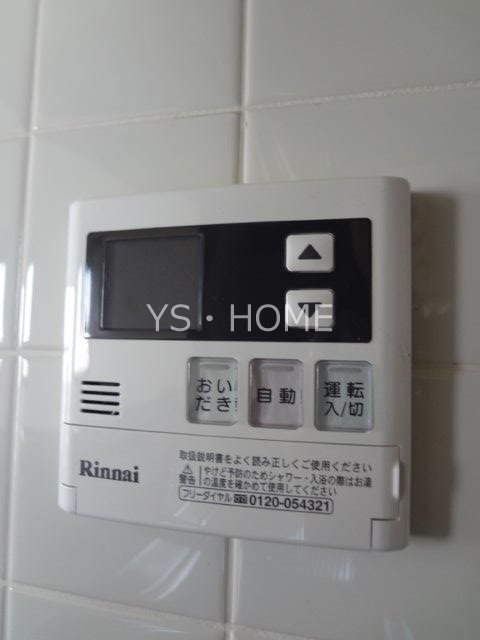 YS・HOME
おい
だき
自動
運転
入/切
取扱説明書をよく読み正しくご使用ください
警告
やけど予防のためシャワー・入浴の際はお湯
の温度を確かめて使用してください
Rinnai
フリーダイヤル 0120-054321